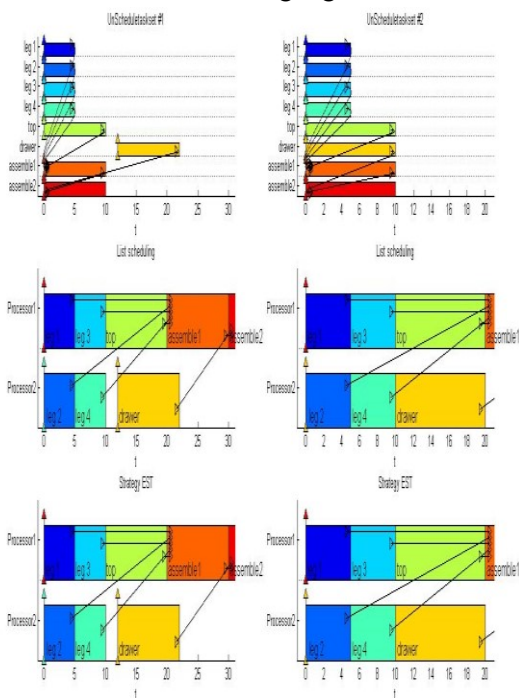 UnScheduletaskset #1
leg 1
leg 2
leg 3
leg 4
top
drawer
assemble1
assemble2
0 5 10 15 20 25 30
t
UnScheduletaskset #2
leg 1
leg 2
leg 3
leg 4
top
drawer
assemble1
assemble2
0 2 4 6 8 10 12 14 16 18 20
t
List scheduling
Processor1
leg 3 top assemble1 assemble2
Processor2
leg 2 leg 4 drawer
0 5 10 15 20 25 30
t
List scheduling
Processor1
leg 3 top assemble1
Processor2
leg 2 leg 4 drawer
0 2 4 6 8 10 12 14 16 18 20
t
Strategy EST
Processor1
leg 3 top assemble1 assemble2
Processor2
leg 2 leg 4 drawer
0 5 10 15 20 25 30
t
Strategy EST
Processor1
leg 3 top assemble1
Processor2
leg 2 leg 4 drawer
0 2 4 6 8 10 12 14 16 18 20
t